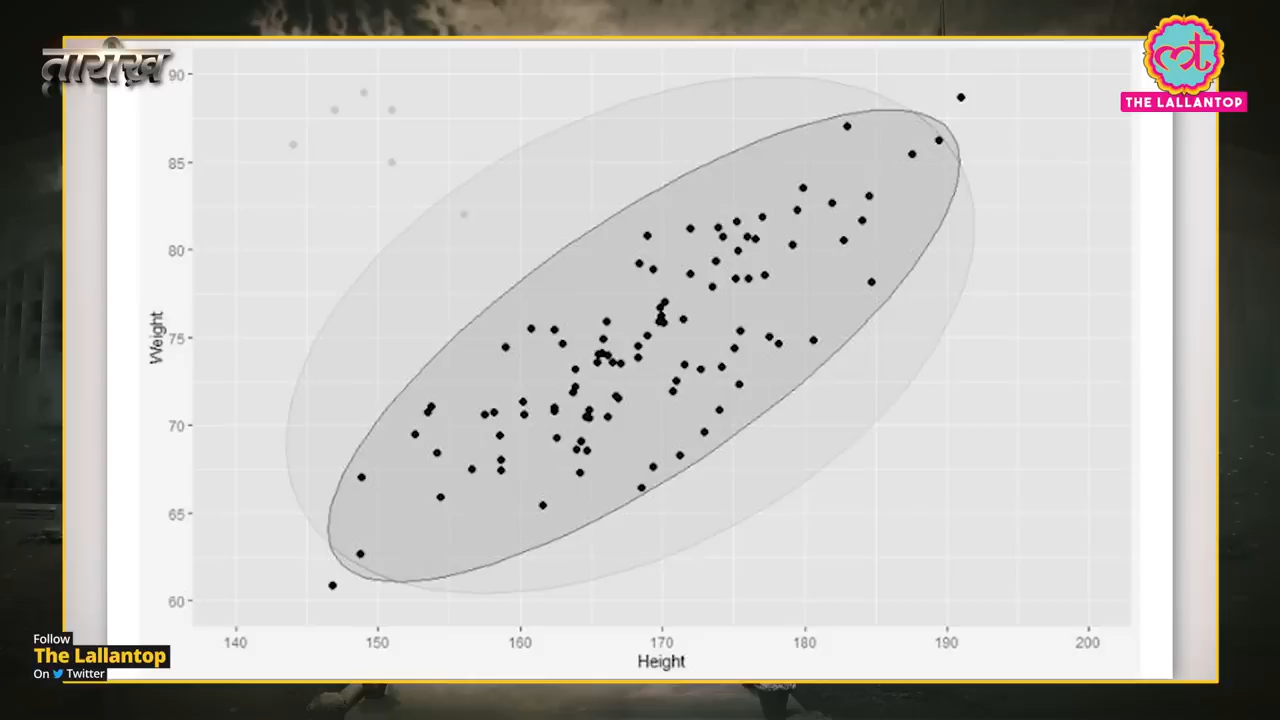 तारीख़
lt
THE LALLANTOP
90
85
80
75
70
65
60
Weight
140 150 160 170 180 190 200
Height
Follow
The Lallantop
On Twitter